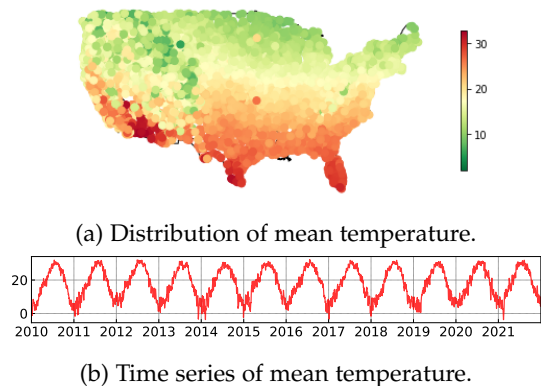 30
20
10
(a) Distribution of mean temperature.
20
0
2010 2011 2012 2013 2014 2015 2016 2017 2018 2019 2020 2021
(b) Time series of mean temperature.